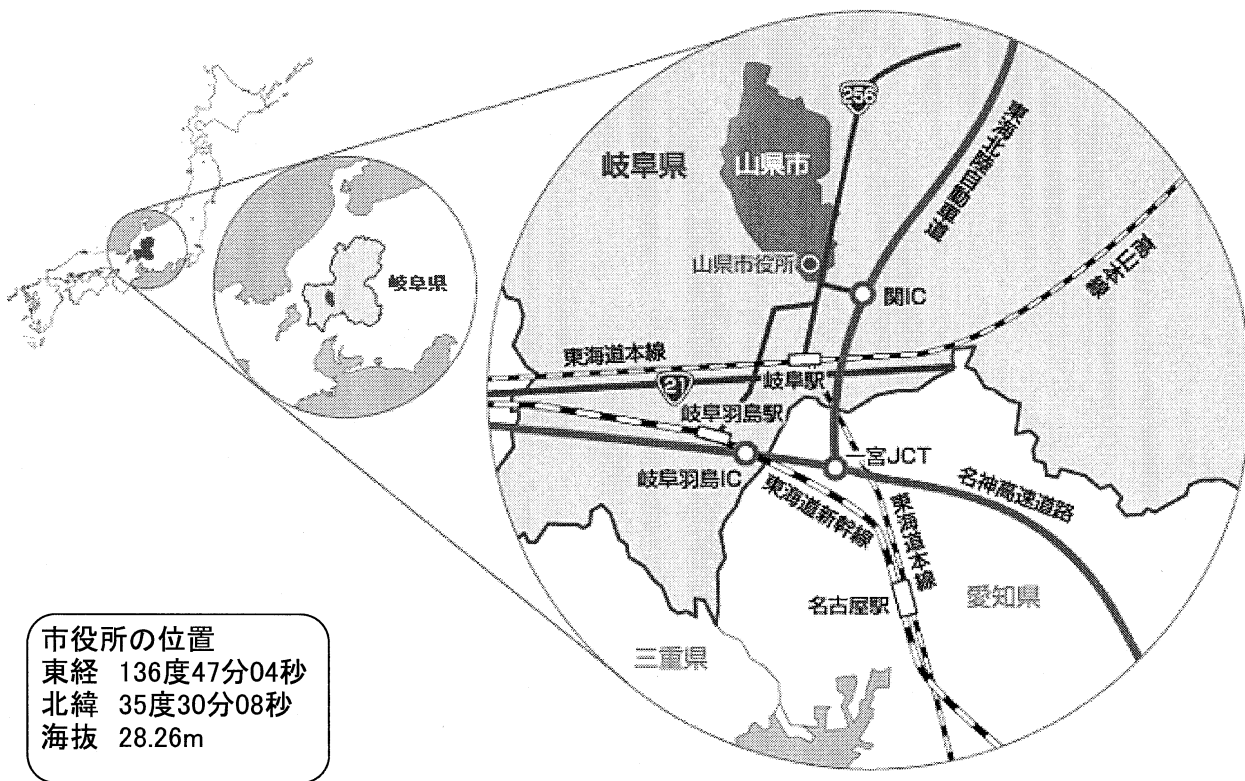 256
岐阜県
山県市
東海北陸自動車道
高山本線
山県市役所
関IC
岐阜県
東海道本線
岐阜駅
21
岐阜羽島駅
一宮JCT
岐阜羽島IC
名神高速道路
東海道新幹線
東海道本線
名古屋駅
愛知県
三重県
市役所の位置
東経 136度47分04秒
北緯 35度30分08秒
海抜 28.26m